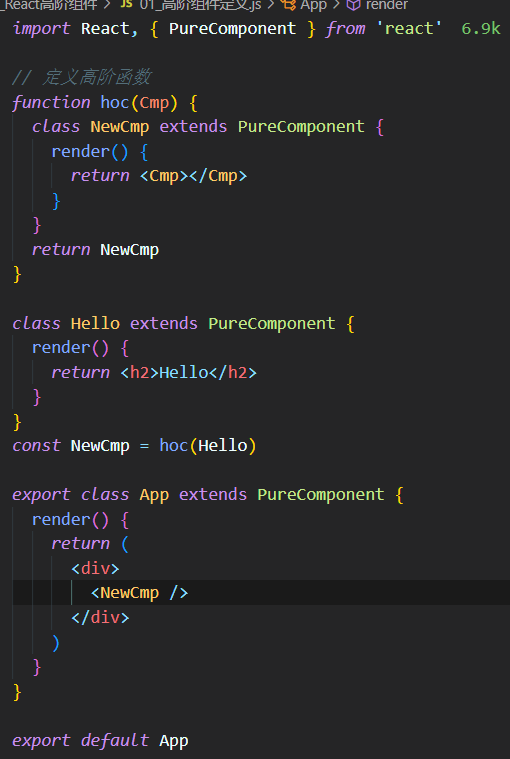 _React高阶组件 > JS 01_高阶组件定义.js > App > render
import React, { PureComponent } from 'react' 6.9k
// 定义高阶函数
function hoc(Cmp) {
class NewCmp extends PureComponent {
render() {
return <Cmp></Cmp>
}
}
return NewCmp
}
class Hello extends PureComponent {
render() {
return <h2>Hello</h2>
}
}
const NewCmp = hoc(Hello)
export class App extends PureComponent {
render() {
return (
<div>
<NewCmp />
</div>
)
}
}
export default App